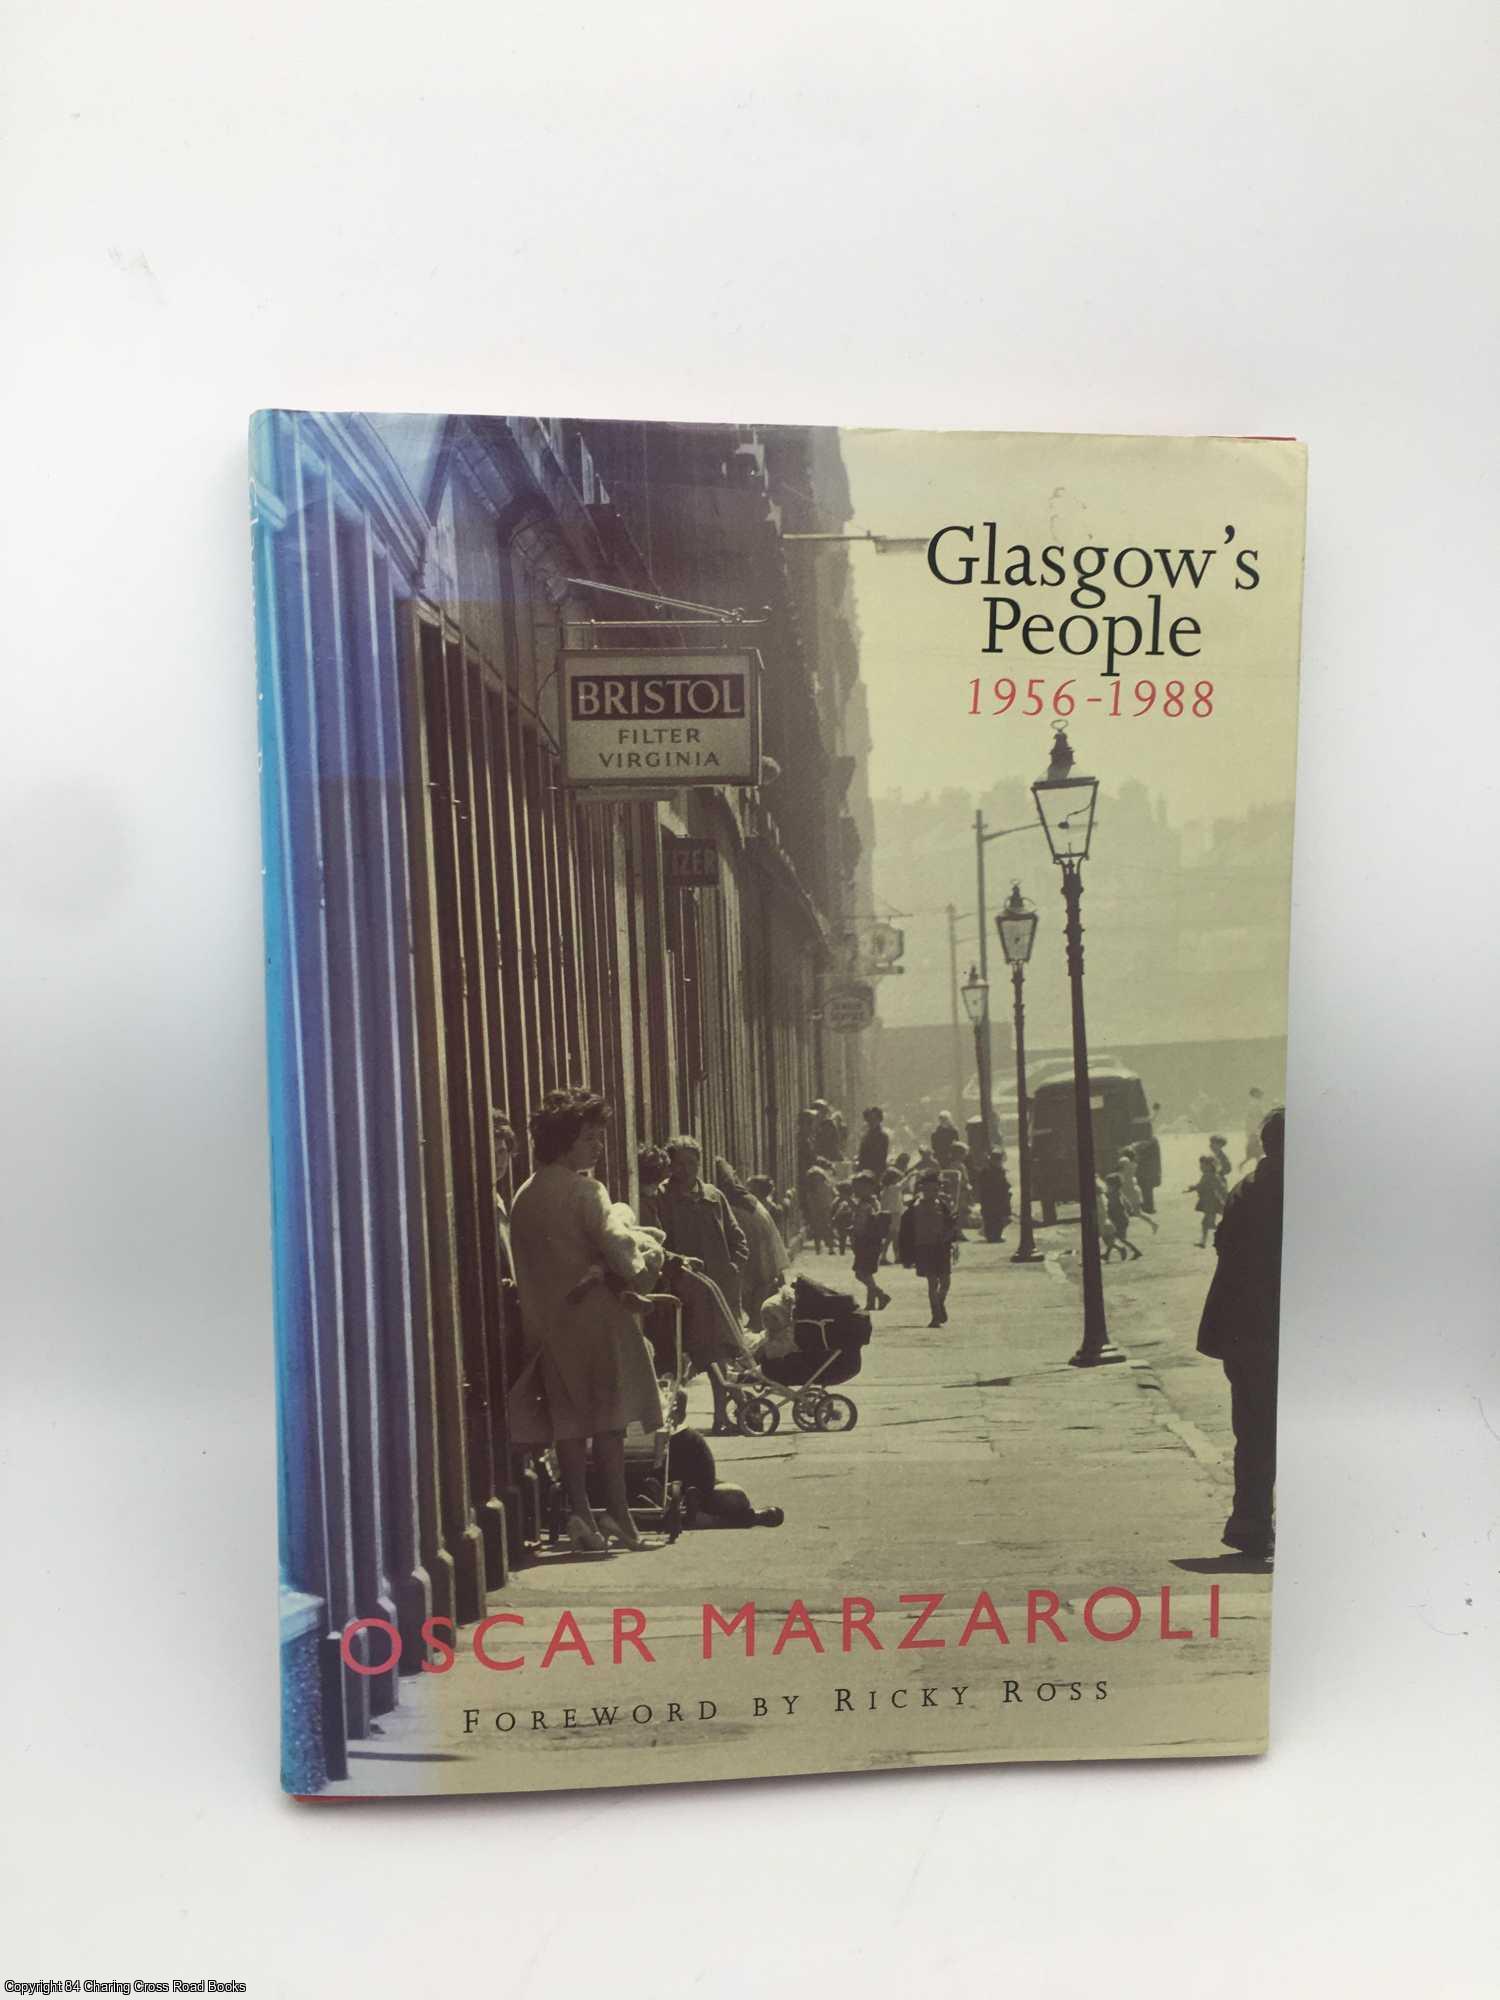 Glasgow's
People
1956-1988
BRISTOL
FILTER
VIRGINIA
IZER
OSCAR MARZAROLI
FOREWORD BY RICKY ROSS
Copyright 84 Charing Cross Road Books